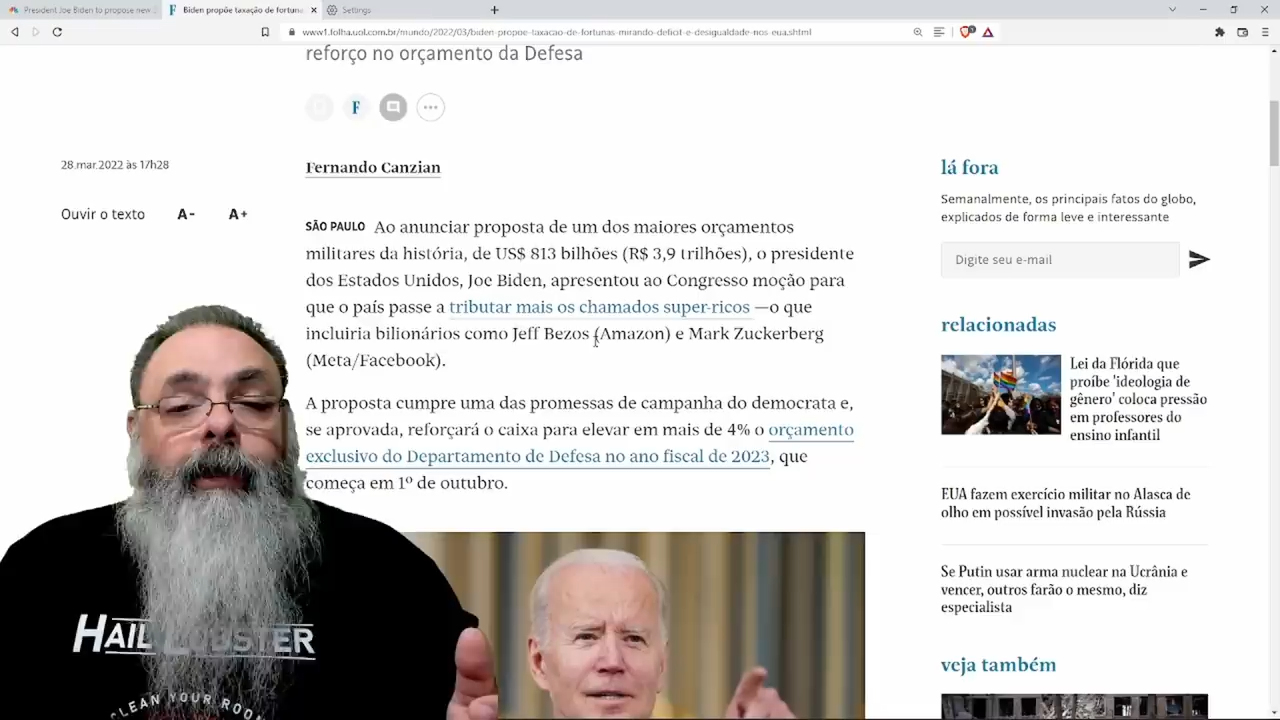 President Joe Biden to propose new
Biden propõe taxação de fortuna
Settings
www1.folha.uol.com.br/mundo/2022/03/biden-propoe-taxacao-de-fortunas-mirando-deficit-e-desigualdade-nos-eua.shtml
reforço no orçamento da Defesa
F
28.mar.2022 às 17h28
Ouvir o texto A- A+
Fernando Canzian
SÃO PAULO Ao anunciar proposta de um dos maiores orçamentos
militares da história, de US$ 813 bilhões (R$ 3,9 trilhões), o presidente
dos Estados Unidos, Joe Biden, apresentou ao Congresso moção para
que o país passe a tributar mais os chamados super-ricos —o que
incluiria bilionários como Jeff Bezos (Amazon) e Mark Zuckerberg
(Meta/Facebook).
A proposta cumpre uma das promessas de campanha do democrata e,
se aprovada, reforçará o caixa para elevar em mais de 4% o orçamento
exclusivo do Departamento de Defesa no ano fiscal de 2023, que
começa em 1º de outubro.
lá fora
Semanalmente, os principais fatos do globo,
explicados de forma leve e interessante
Digite seu e-mail
relacionadas
Lei da Flórida que
proíbe 'ideologia de
gênero' coloca pressão
em professores do
ensino infantil
EUA fazem exercício militar no Alasca de
olho em possível invasão pela Rússia
Se Putin usar arma nuclear na Ucrânia e
vencer, outros farão o mesmo, diz
especialista
veja também
HAIL LOBSTER
CLEAN YOUR ROOM